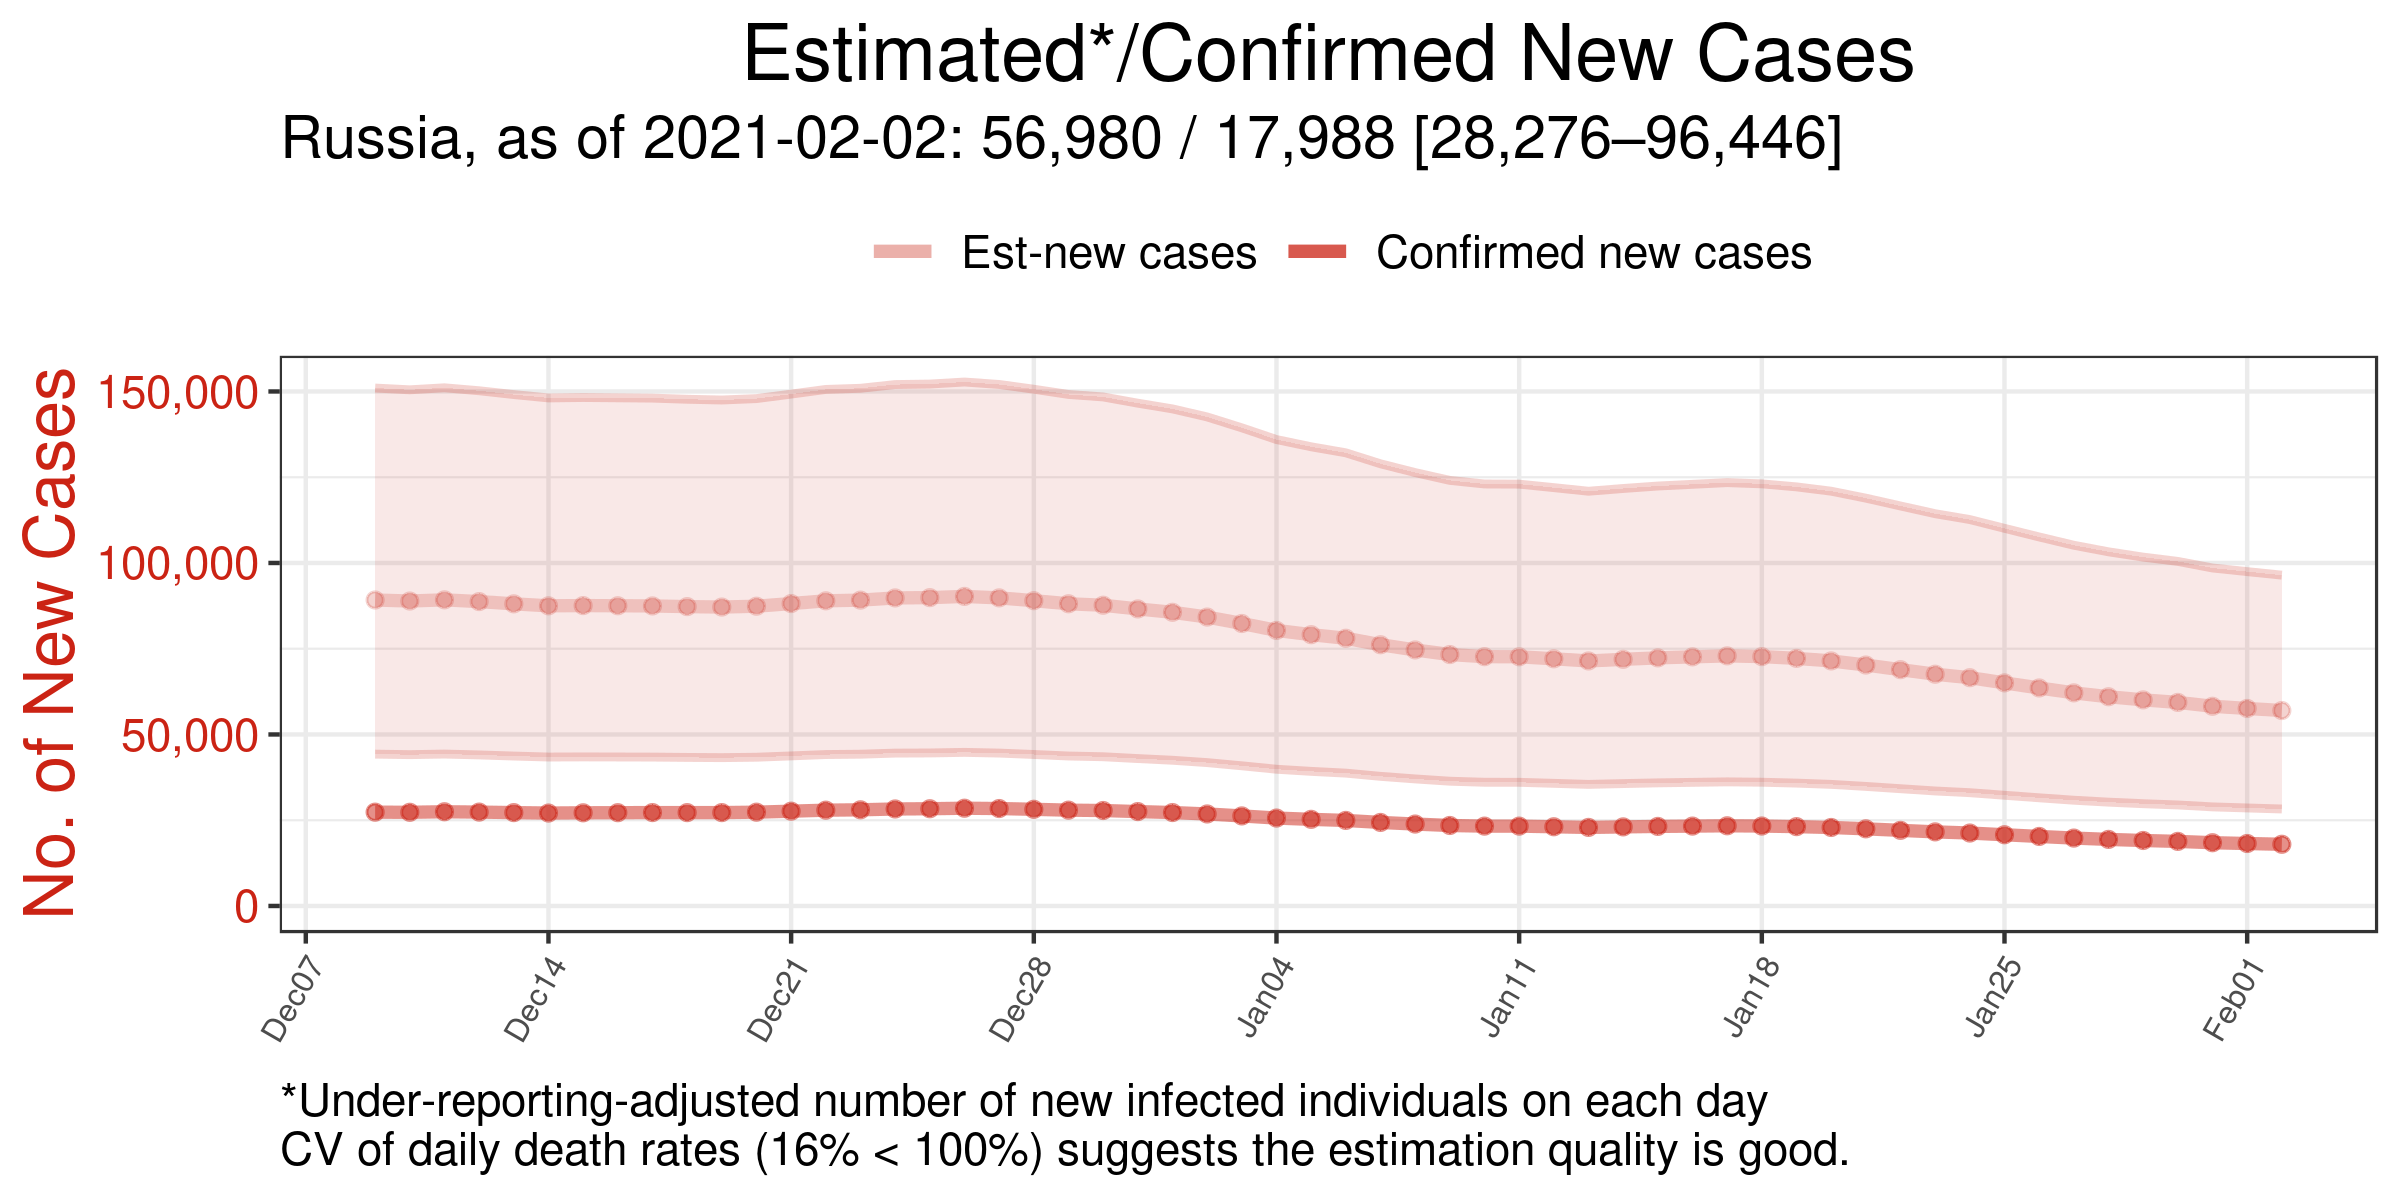 Estimated*/Confirmed New Cases
Russia, as of 2021-02-02: 56,980 / 17,988 [28,276–96,446]
Est-new cases Confirmed new cases
No. of New Cases
150,000
100,000
50,000
0
Dec07 Dec14 Dec21 Dec28 Jan04 Jan11 Jan18 Jan25 Feb01
*Under-reporting-adjusted number of new infected individuals on each day
CV of daily death rates (16% < 100%) suggests the estimation quality is good.